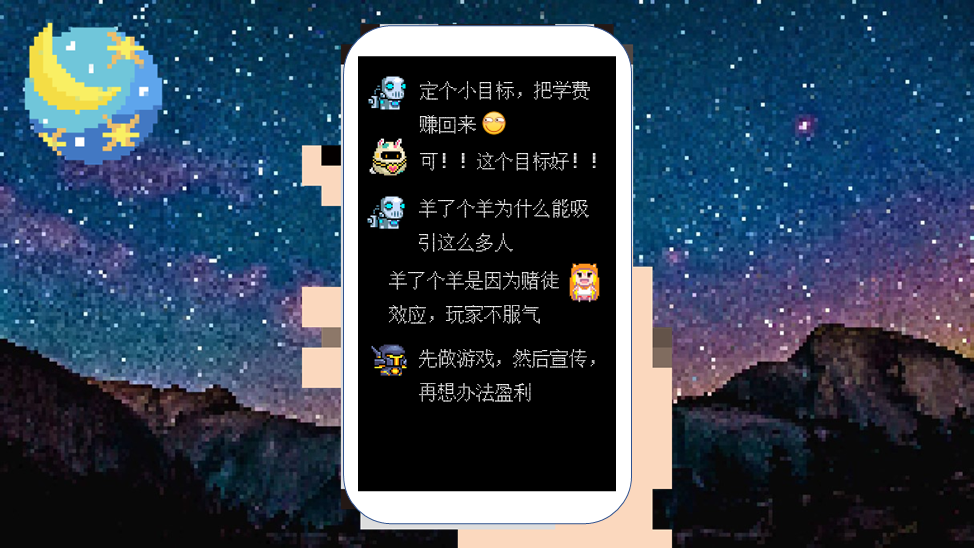 定个小目标，把学费
赚回来
可！！这个目标好！！
羊了个羊为什么能吸
引这么多人
羊了个羊是因为赌徒
效应，玩家不服气
先做游戏，然后宣传，
再想办法盈利